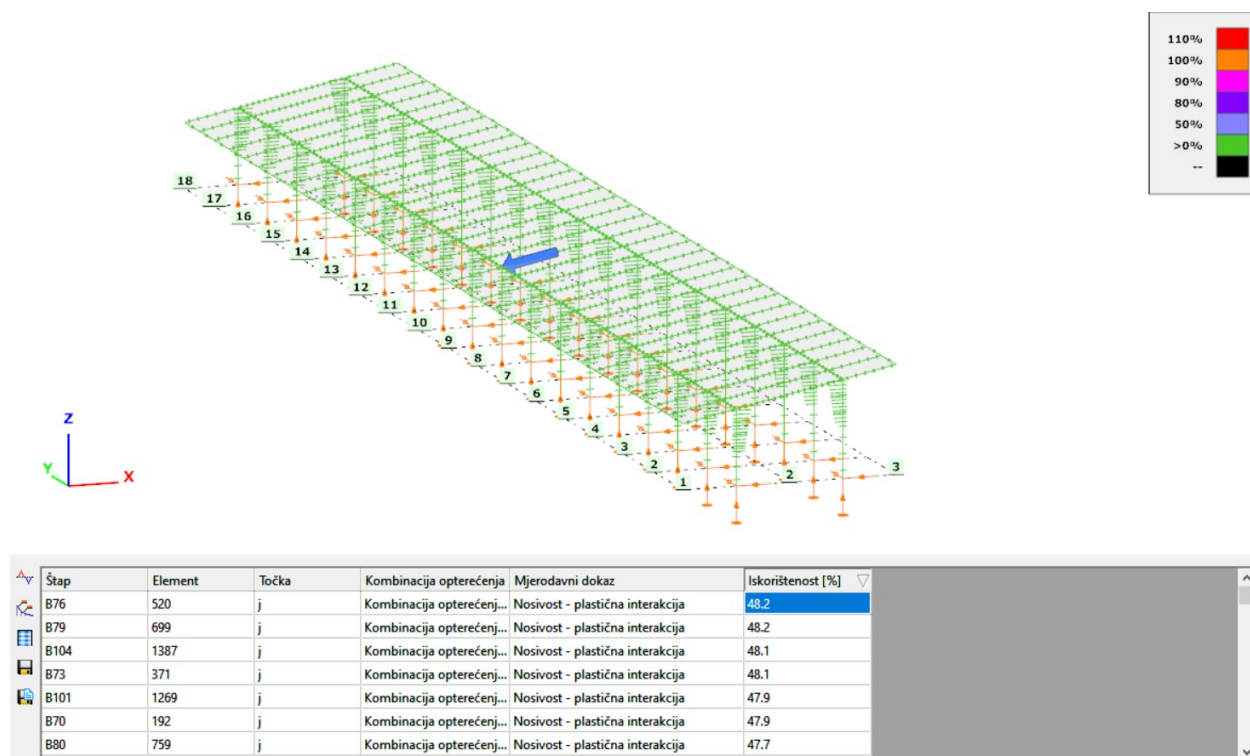 110%
100%
90%
80%
50%
>0%
--
18
17
16
15
14
13
12
11
10
9
8
7
6
5
4
3
2
1
2
3
Z
Y
X
Štap Element Točka Kombinacija opterećenja Mjerodavni dokaz Iskorištenost [%]
B76 520 j Kombinacija opterećenj... Nosivost - plastična interakcija 48.2
B79 699 j Kombinacija opterećenj... Nosivost - plastična interakcija 48.2
B104 1387 j Kombinacija opterećenj... Nosivost - plastična interakcija 48.1
B73 371 j Kombinacija opterećenj... Nosivost - plastična interakcija 48.1
B101 1269 j Kombinacija opterećenj... Nosivost - plastična interakcija 47.9
B70 192 j Kombinacija opterećenj... Nosivost - plastična interakcija 47.9
B80 759 j Kombinacija opterećenj... Nosivost - plastična interakcija 47.7